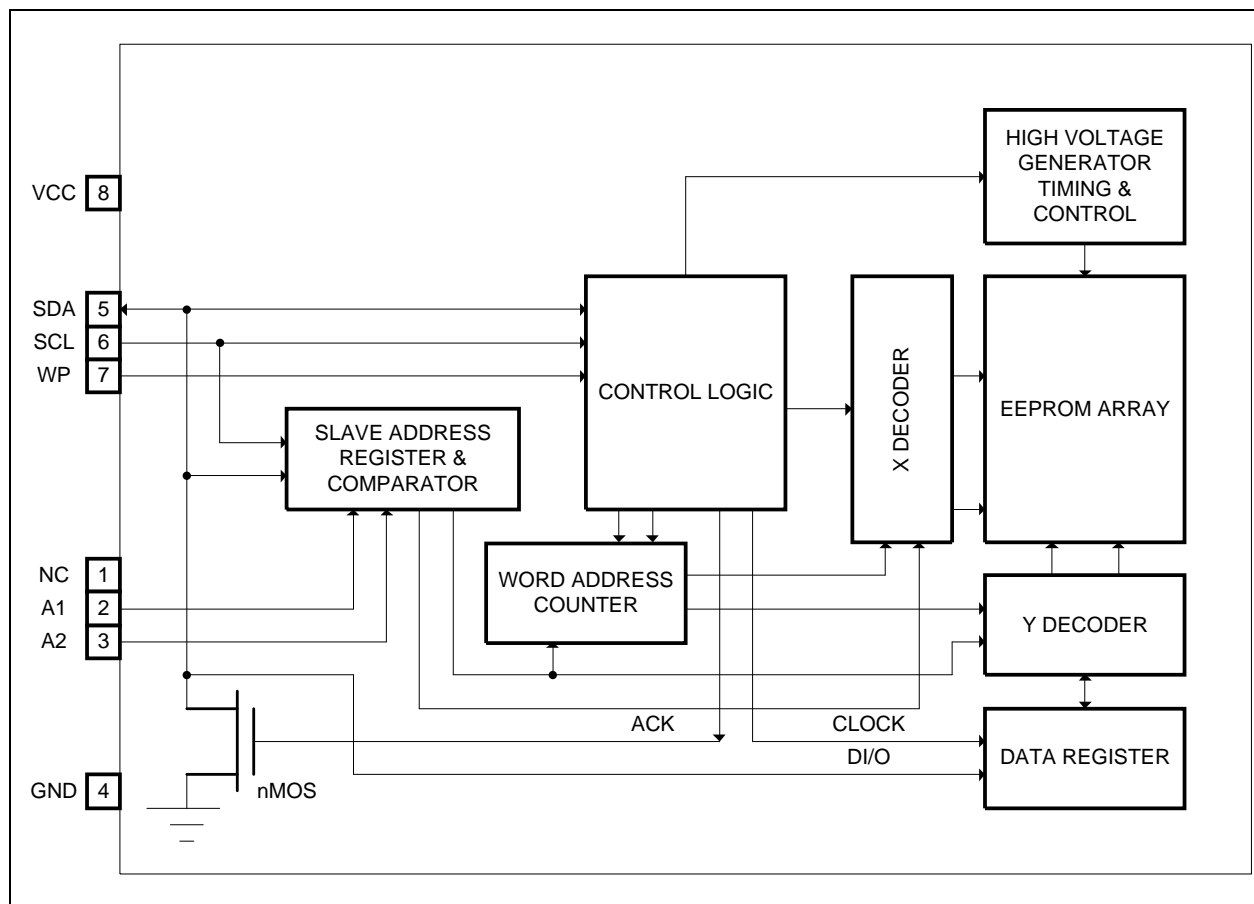 HIGH VOLTAGE
GENERATOR
TIMING &
CONTROL
VCC 8
SDA 5
SCL 6
WP 7
CONTROL LOGIC
X DECODER
EEPROM ARRAY
SLAVE ADDRESS
REGISTER &
COMPARATOR
NC 1
A1 2
A2 3
WORD ADDRESS
COUNTER
Y DECODER
ACK
CLOCK
DI/O
DATA REGISTER
GND 4
nMOS